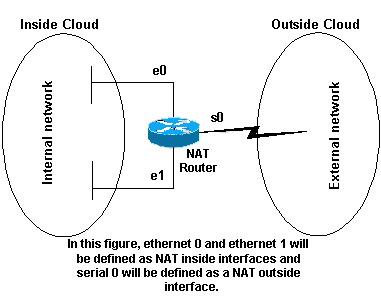 Inside Cloud
Outside Cloud
e0
Internal network
s0
External network
NAT
Router
e1
In this figure, ethernet 0 and ethernet 1 will
be defined as NAT inside interfaces and
serial 0 will be defined as a NAT outside
interface.